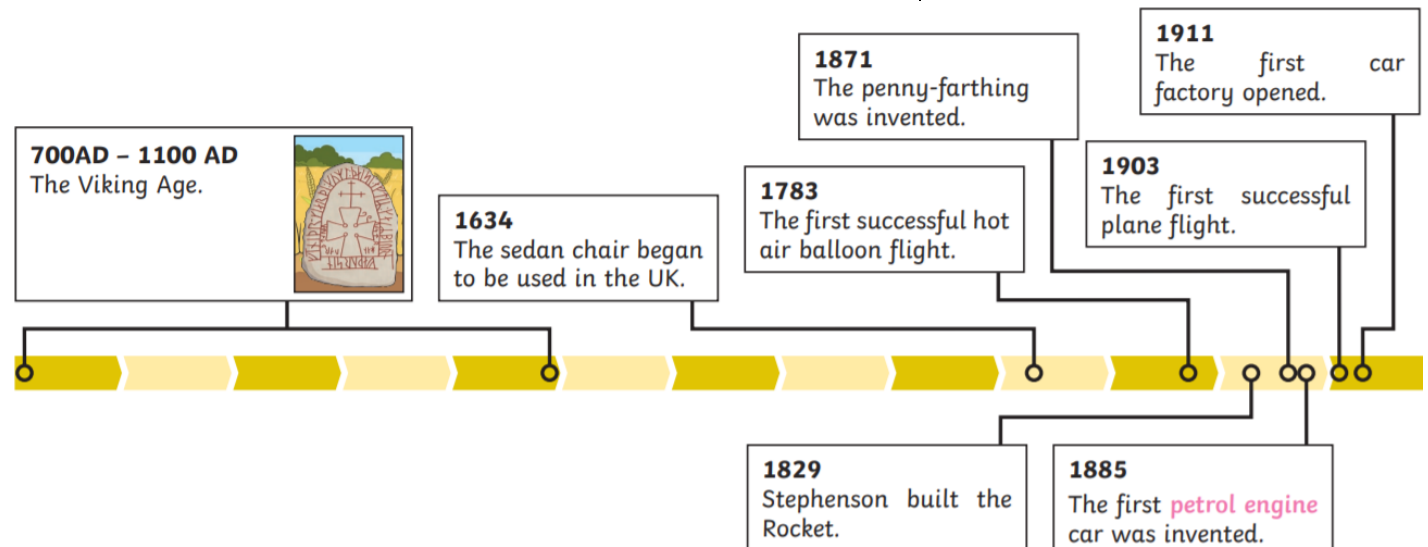 700AD – 1100 AD
The Viking Age.
1634
The sedan chair began
to be used in the UK.
1783
The first successful hot
air balloon flight.
1871
The penny-farthing
was invented.
1903
The first successful
plane flight.
1911
The first car
factory opened.
1829
Stephenson built the
Rocket.
1885
The first petrol engine
car was invented.